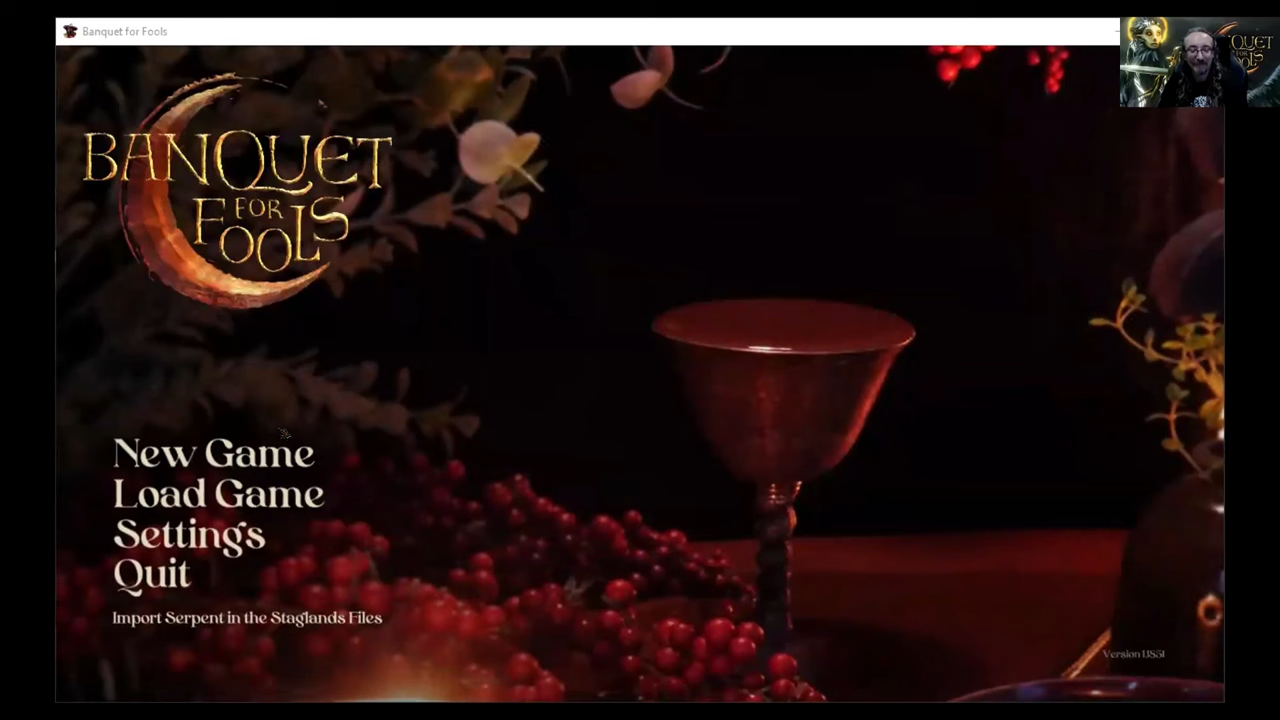 Banquet for Fools
BANQUET
FOR
FOOLS
New Game
Load Game
Settings
Quit
Import Serpent in the Staglands Files